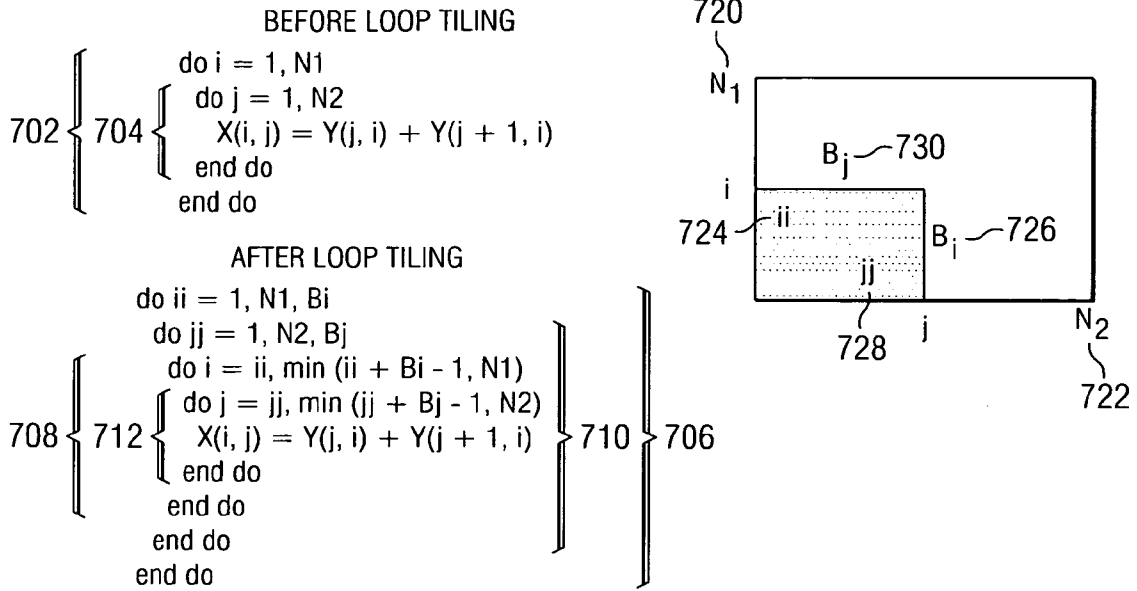 BEFORE LOOP TILING
do i = 1, N1
do j = 1, N2
702 704 X(i, j) = Y(j, i) + Y(j + 1, i)
end do
end do
AFTER LOOP TILING
do ii = 1, N1, Bi
do jj = 1, N2, Bj
do i = ii, min (ii + Bi - 1, N1)
do j = jj, min (jj + Bj - 1, N2)
708 712 X(i, j) = Y(j, i) + Y(j + 1, i) 710 706
end do
end do
end do
end do
720
N1
Bj 730
i
724 ii
Bi 726
jj
728
j
N2
722